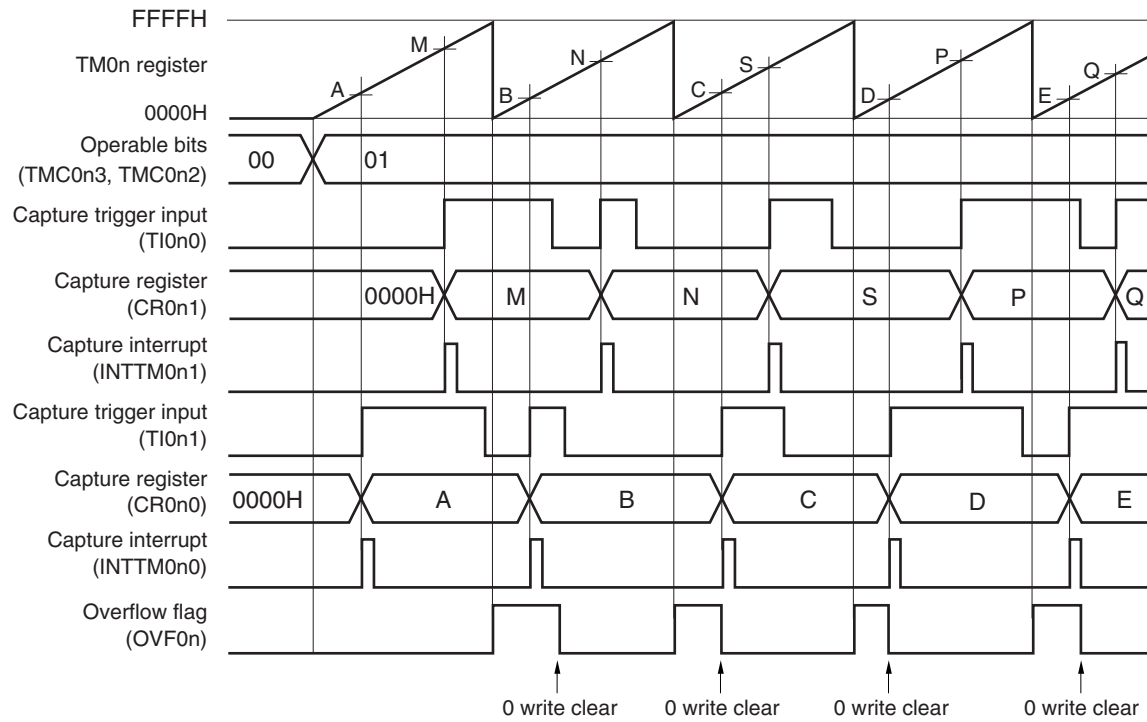 FFFFH
TM0n register
0000H
A M B N C S D P E Q
Operable bits
(TMC0n3, TMC0n2)
00 01
Capture trigger input
(TI0n0)
Capture register
(CR0n1)
0000H M N S P Q
Capture interrupt
(INTTM0n1)
Capture trigger input
(TI0n1)
Capture register
(CR0n0)
0000H A B C D E
Capture interrupt
(INTTM0n0)
Overflow flag
(OVF0n)
0 write clear 0 write clear 0 write clear 0 write clear